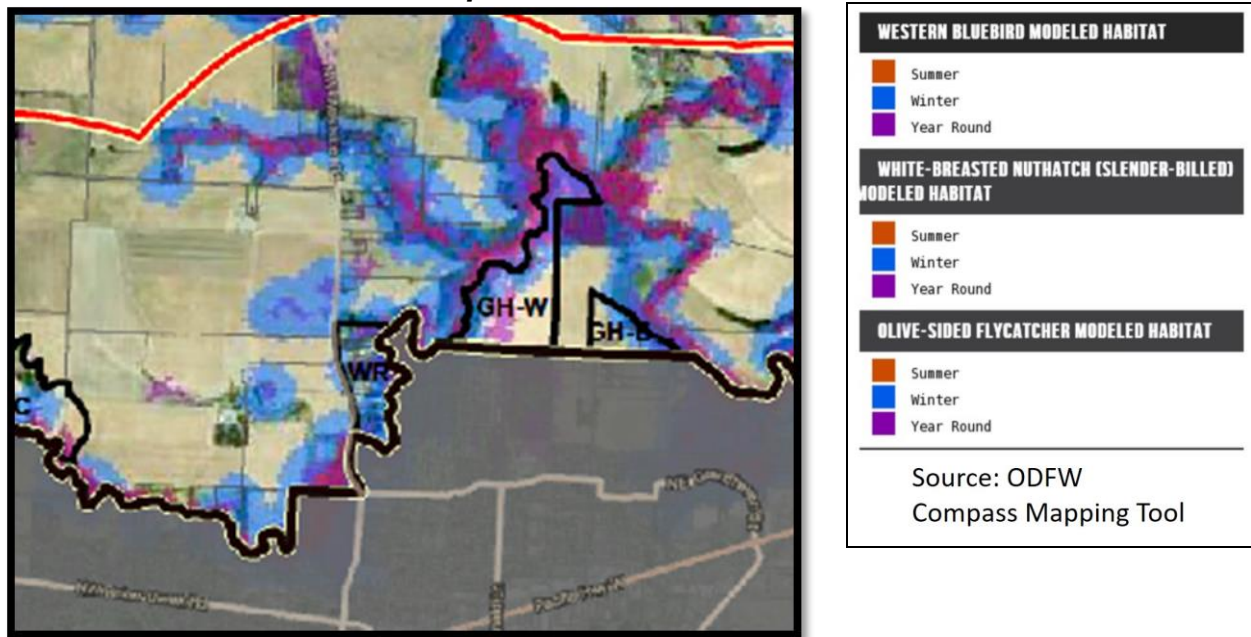 GH-W
GH-E
WR
C
WESTERN BLUEBIRD MODELED HABITAT
Summer
Winter
Year Round
WHITE-BREASTED NUTHATCH (SLENDER-BILLED)
MODELED HABITAT
Summer
Winter
Year Round
OLIVE-SIDED FLYCATCHER MODELED HABITAT
Summer
Winter
Year Round
Source: ODFW
Compass Mapping Tool